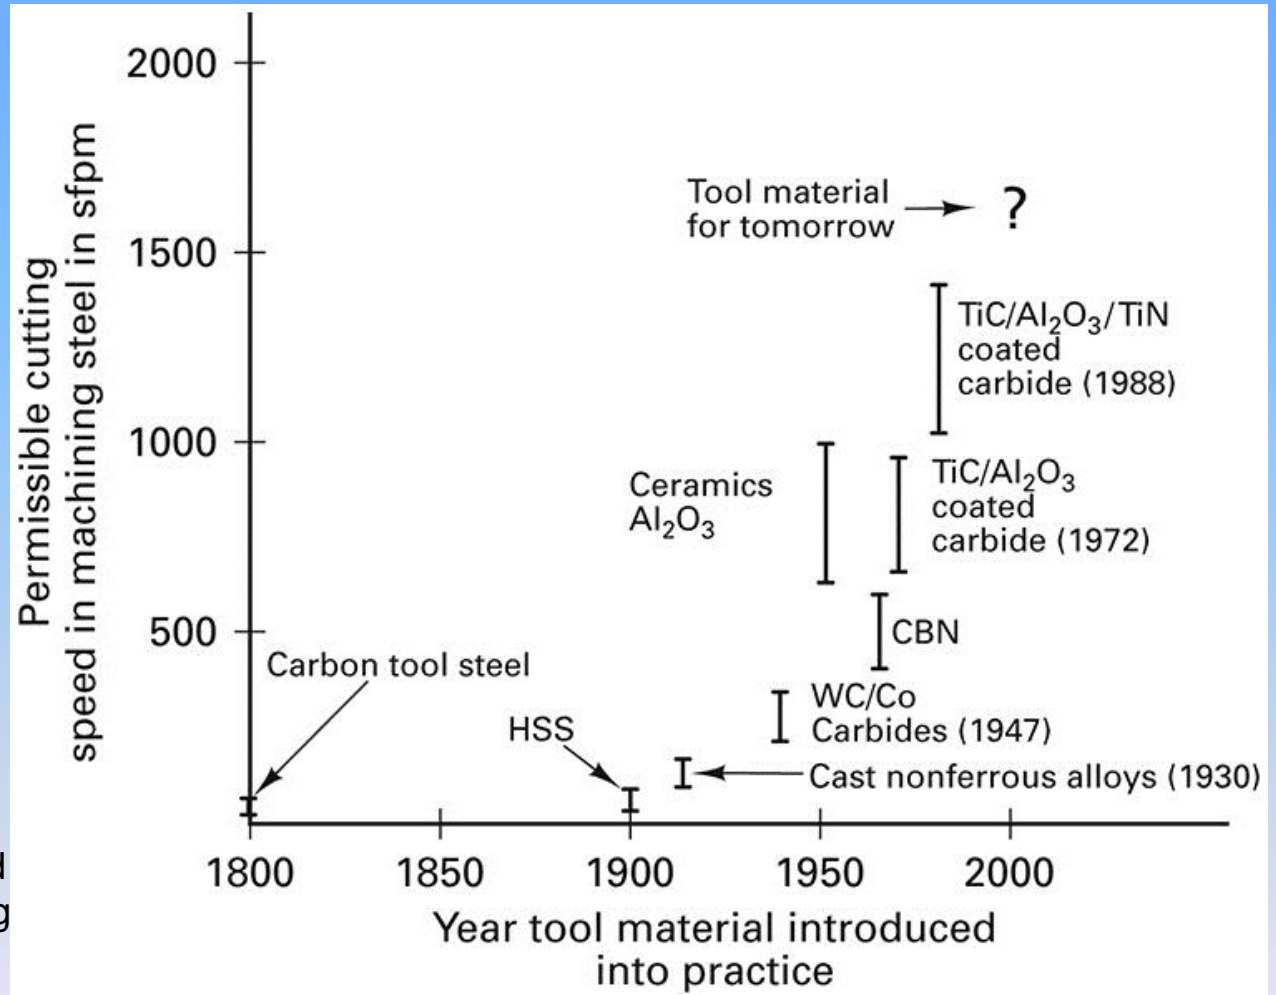 Permissible cutting
speed in machining steel in sfpm
2000
1500
1000
500
Tool material
for tomorrow
?
TiC/Al₂O₃/TiN
coated
carbide (1988)
Ceramics
Al₂O₃
TiC/Al₂O₃
coated
carbide (1972)
CBN
Carbon tool steel
WC/Co
Carbides (1947)
HSS
Cast nonferrous alloys (1930)
1800 1850 1900 1950 2000
Year tool material introduced
into practice